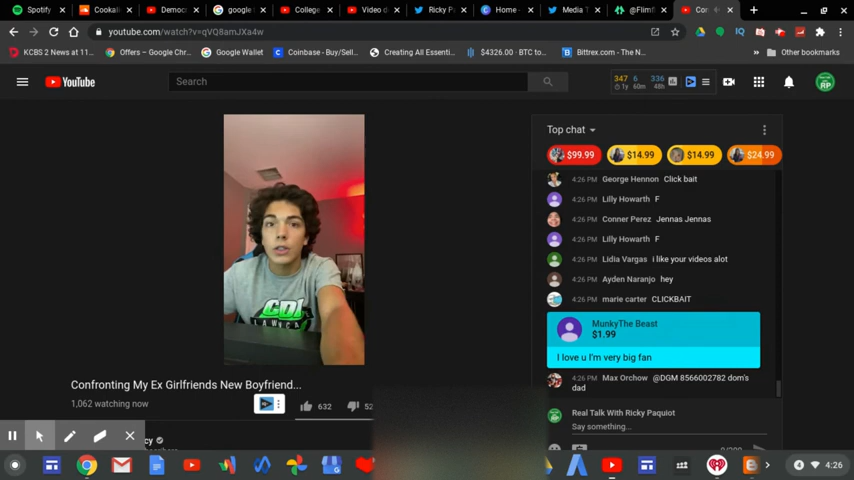 Spotify
Cooka
Democ
google
College
Video d
Ricky P
Home -
Media T
@Flimfl
Con
youtube.com/watch?v=qVQ8amJXa4w
KCBS 2 News at 11...
Offers – Google Chr...
Google Wallet
Coinbase - Buy/Sell...
Creating All Essenti...
$4326.00 · BTC to...
Bittrex.com - The N...
Other bookmarks
YouTube
Search
347 6 336
1y 60m 48h
RP
Top chat
$99.99 $14.99 $14.99 $24.99
4:26 PM George Hennon Click bait
4:26 PM Lilly Howarth F
4:26 PM Conner Perez Jennas Jennas
4:26 PM Lilly Howarth F
4:26 PM Lidia Vargas i like your videos alot
4:26 PM Ayden Naranjo hey
4:26 PM marie carter CLICKBAIT
MunkyThe Beast
$1.99
I love u I'm very big fan
4:26 PM Max Orchow @DGM 8566002782 dom's
dad
Real Talk With Ricky Paquiot
Say something...
0/200
CDI
Confronting My Ex Girlfriends New Boyfriend...
1,062 watching now
632
52
cy
4:26